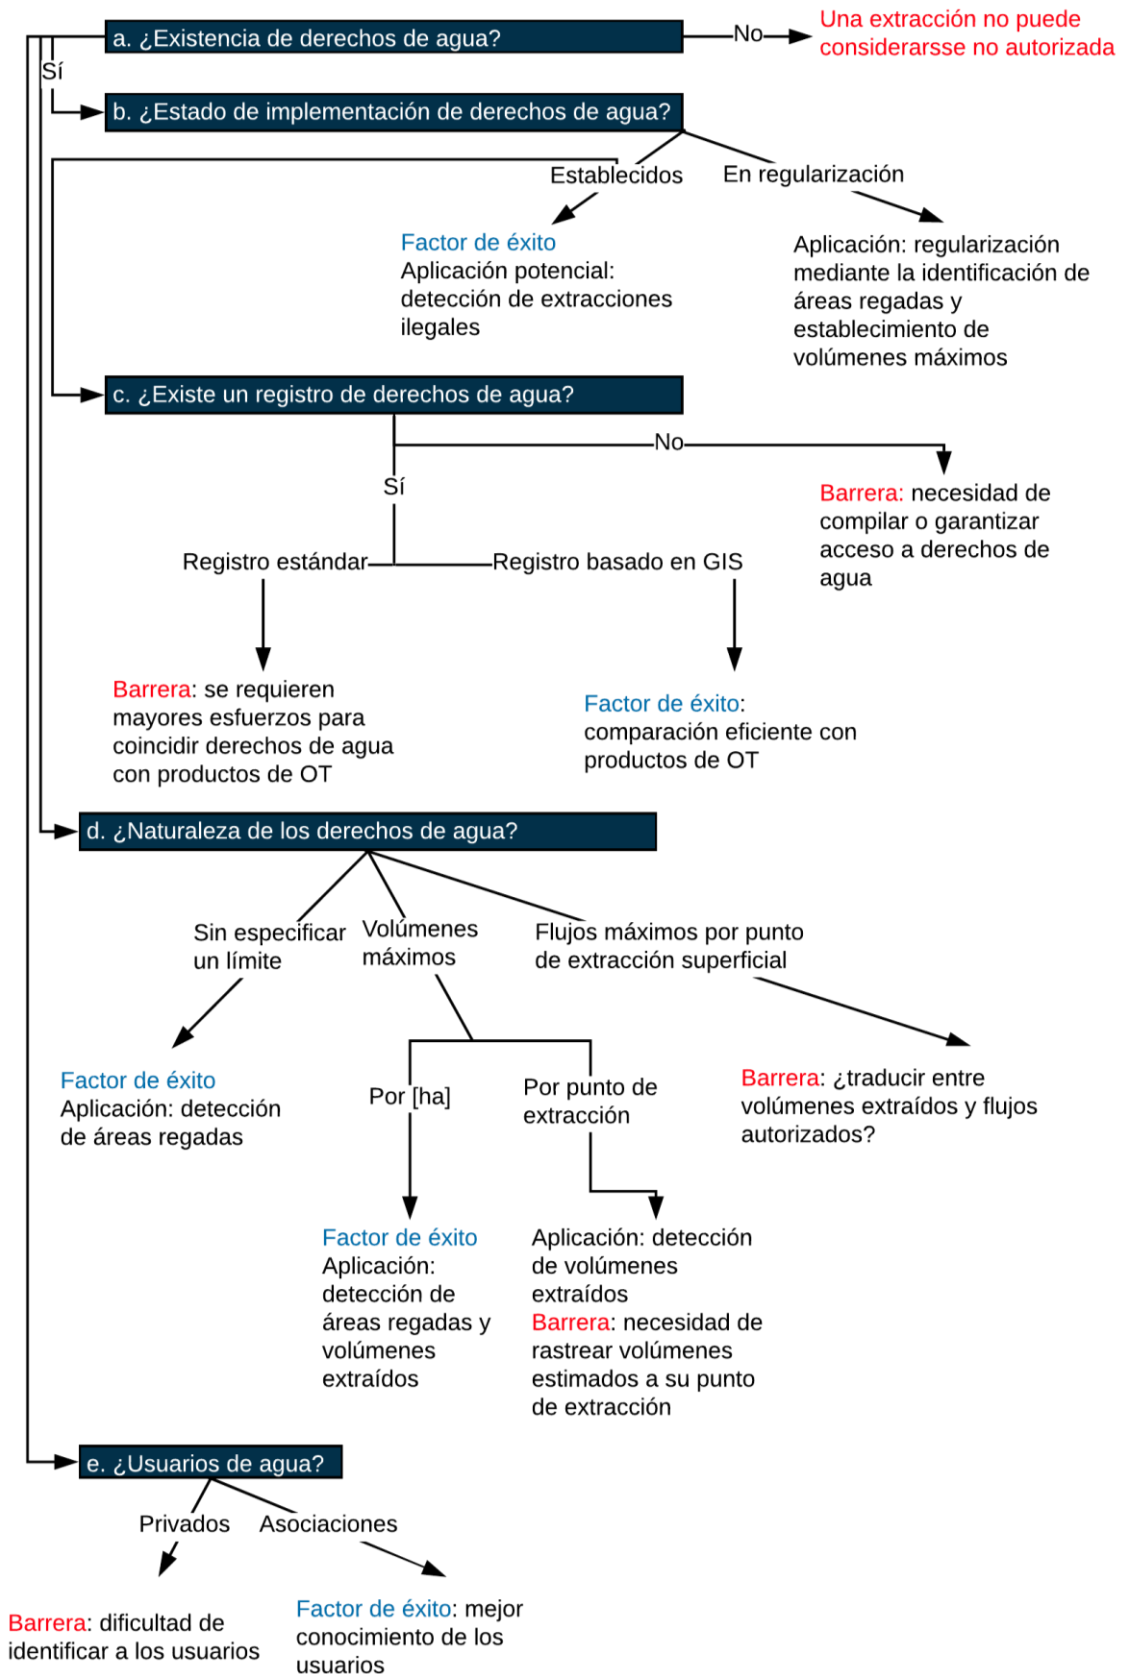 a. ¿Existencia de derechos de agua?
No
Una extracción no puede
considerarsse no autorizada
Sí
b. ¿Estado de implementación de derechos de agua?
Establecidos
En regularización
Factor de éxito
Aplicación potencial:
detección de extracciones
ilegales
Aplicación: regularización
mediante la identificación de
áreas regadas y
establecimiento de
volúmenes máximos
c. ¿Existe un registro de derechos de agua?
No
Sí
Barrera: necesidad de
compilar o garantizar
acceso a derechos de
agua
Registro estándar
Registro basado en GIS
Barrera: se requieren
mayores esfuerzos para
coincidir derechos de agua
con productos de OT
Factor de éxito:
comparación eficiente con
productos de OT
d. ¿Naturaleza de los derechos de agua?
Sin especificar
un límite
Volúmenes
máximos
Flujos máximos por punto
de extracción superficial
Factor de éxito
Aplicación: detección
de áreas regadas
Por [ha]
Por punto de
extracción
Barrera: ¿traducir entre
volúmenes extraídos y flujos
autorizados?
Factor de éxito
Aplicación:
detección de
áreas regadas y
volúmenes
extraídos
Aplicación: detección
de volúmenes
extraídos
Barrera: necesidad de
rastrear volúmenes
estimados a su punto
de extracción
e. ¿Usuarios de agua?
Privados
Asociaciones
Barrera: dificultad de
identificar a los usuarios
Factor de éxito: mejor
conocimiento de los
usuarios